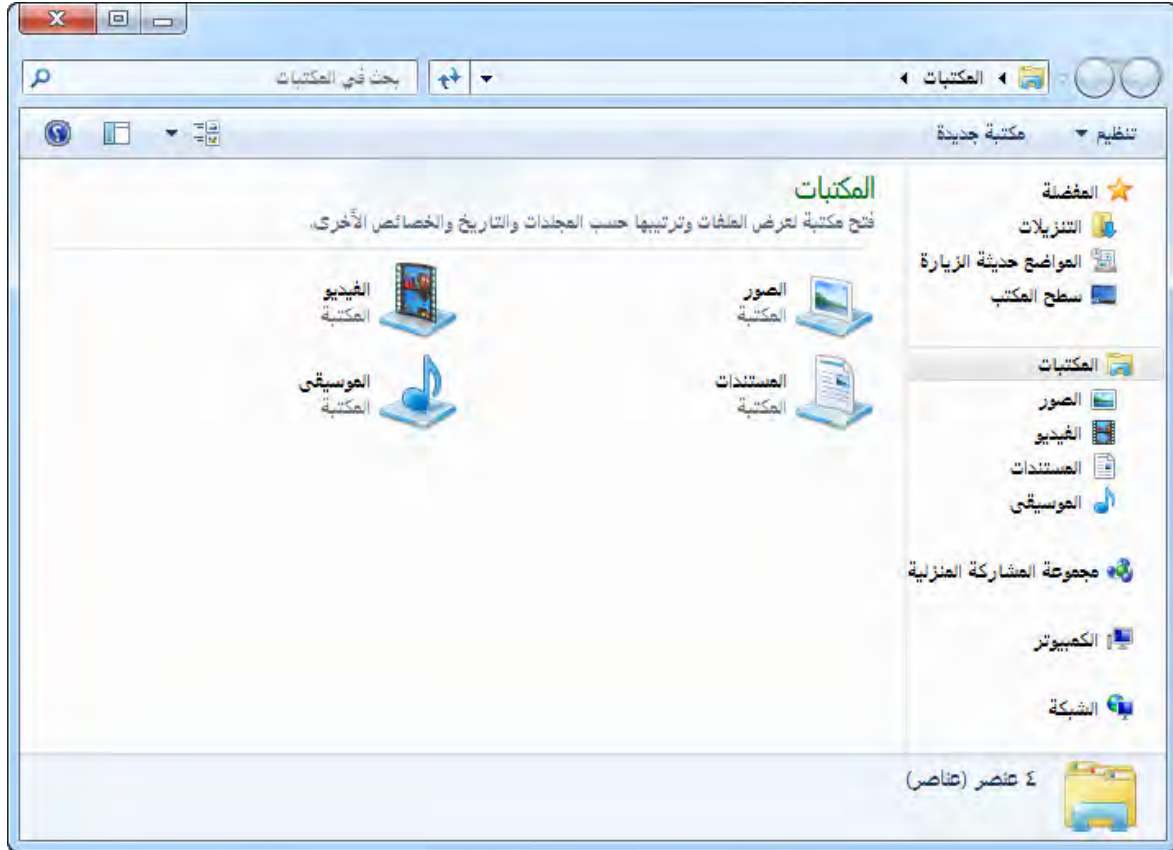 المكتبات
بحث في المكتبات
تنظيم
مكتبة جديدة
المفضلة
التنزيلات
المواضع حديثة الزيارة
سطح المكتب
المكتبات
الصور
الفيديو
المستندات
الموسيقى
مجموعة المشاركة المنزلية
الكمبيوتر
الشبكة
المكتبات
فتح مكتبة لعرض الملفات وترتيبها حسب المجلدات والتاريخ والخصائص الأخرى.
الصور
المكتبة
الفيديو
المكتبة
المستندات
المكتبة
الموسيقى
المكتبة
٤ عنصر (عناصر)